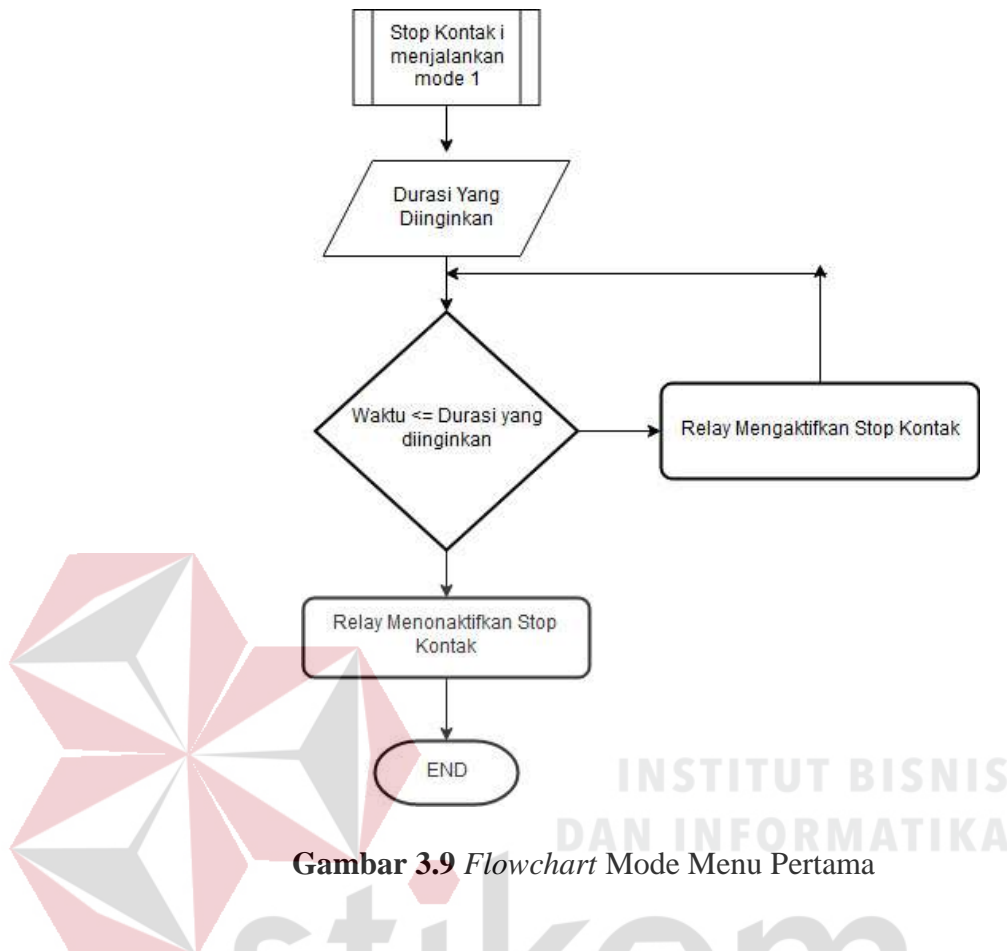 Stop Kontak i
menjalankan
mode 1
Durasi Yang
Diinginkan
Waktu <= Durasi yang
diinginkan
Relay Mengaktifkan Stop Kontak
Relay Menonaktifkan Stop
Kontak
END
INSTITUT BISNIS
DAN INFORMATIKA
Gambar 3.9 Flowchart Mode Menu Pertama
stikom